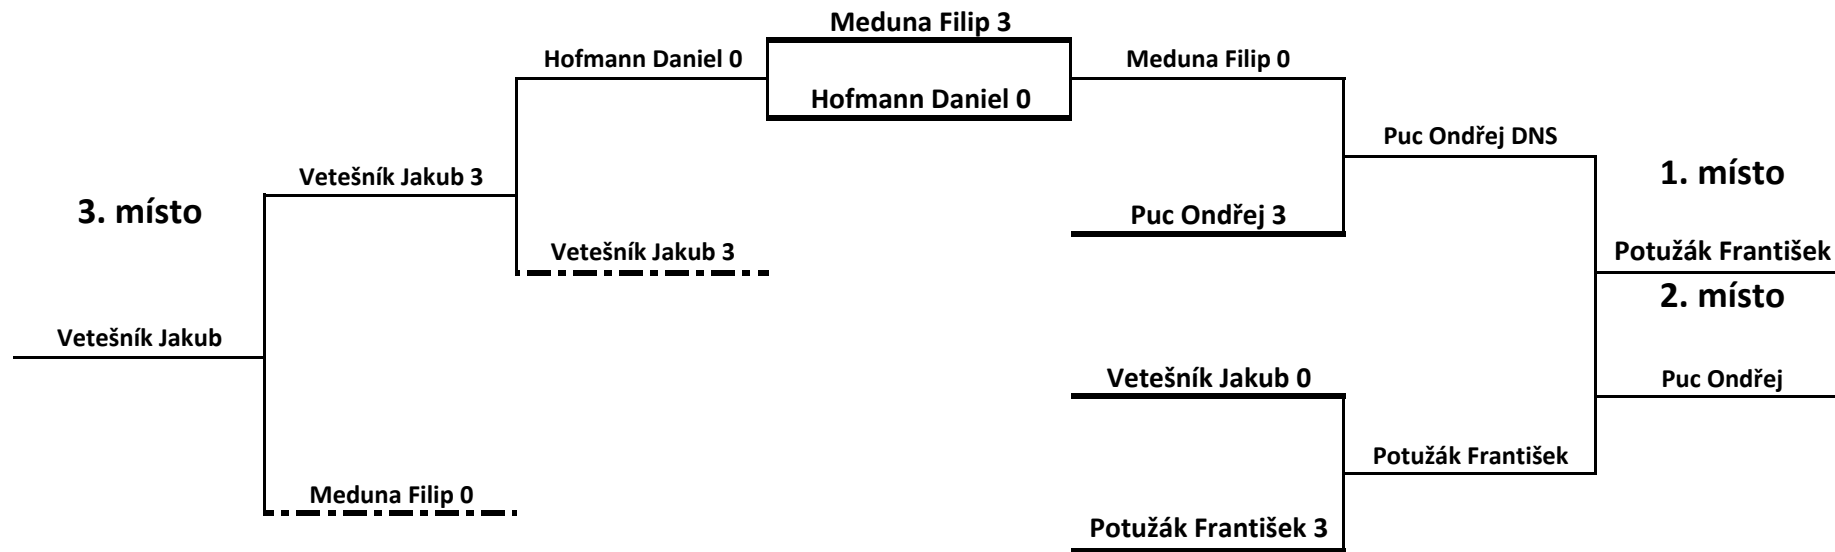 Meduna Filip 3
Hofmann Daniel 0
Meduna Filip 0
Hofmann Daniel 0
Puc Ondřej DNS
Vetešník Jakub 3
1. místo
3. místo
Puc Ondřej 3
Vetešník Jakub 3
Potužák František
2. místo
Vetešník Jakub
Vetešník Jakub 0
Puc Ondřej
Potužák František
Meduna Filip 0
Potužák František 3